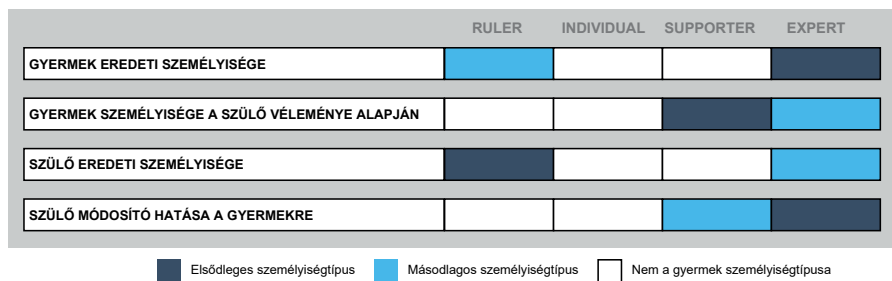 RULER INDIVIDUAL SUPPORTER EXPERT
GYERMEK EREDETI SZEMÉLYISÉGE
GYERMEK SZEMÉLYISÉGE A SZÜLŐ VÉLEMÉNYE ALAPJÁN
SZÜLŐ EREDETI SZEMÉLYISÉGE
SZÜLŐ MÓDOSÍTÓ HATÁSA A GYERMEKRE
Elsődleges személyiségtípus Másodlagos személyiségtípus Nem a gyermek személyiségtípusa